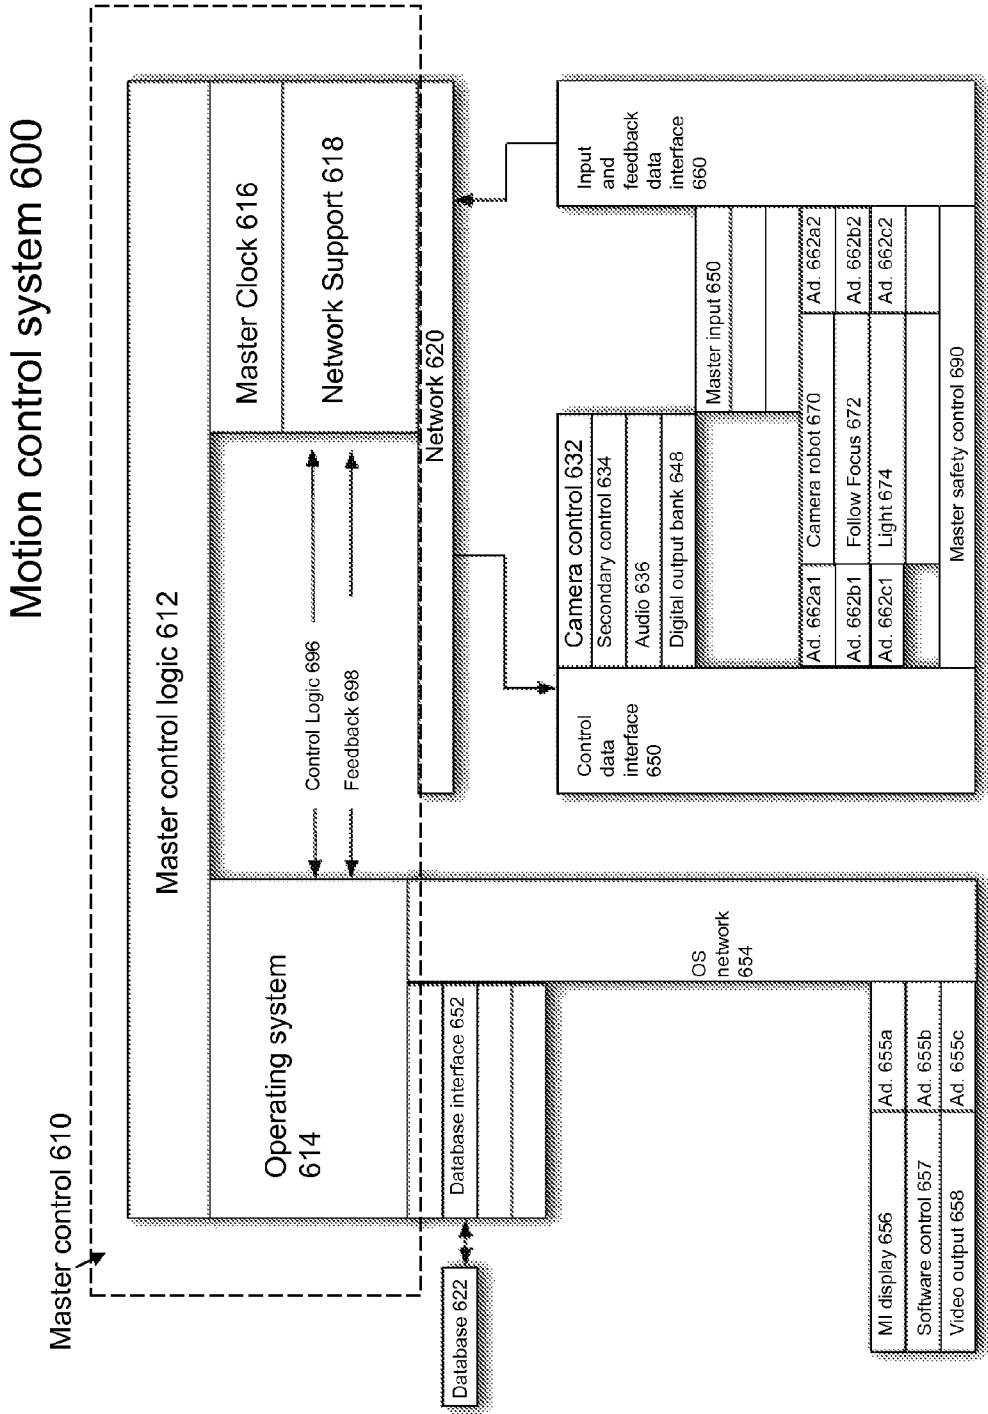 Motion control system 600
Master control 610
Master control logic 612
Operating system
614
Control Logic 696
Feedback 698
Master Clock 616
Network Support 618
Database 622
Database interface 652
Network 620
OS
network
654
MI display 656
Ad. 655a
Software control 657
Ad. 655b
Video output 658
Ad. 655c
Control
data
interface
650
Camera control 632
Secondary control 634
Audio 636
Digital output bank 648
Master input 650
Input
and
feedback
data
interface
660
Ad. 662a1
Camera robot 670
Ad. 662a2
Ad. 662b1
Follow Focus 672
Ad. 662b2
Ad. 662c1
Light 674
Ad. 662c2
Master safety control 690